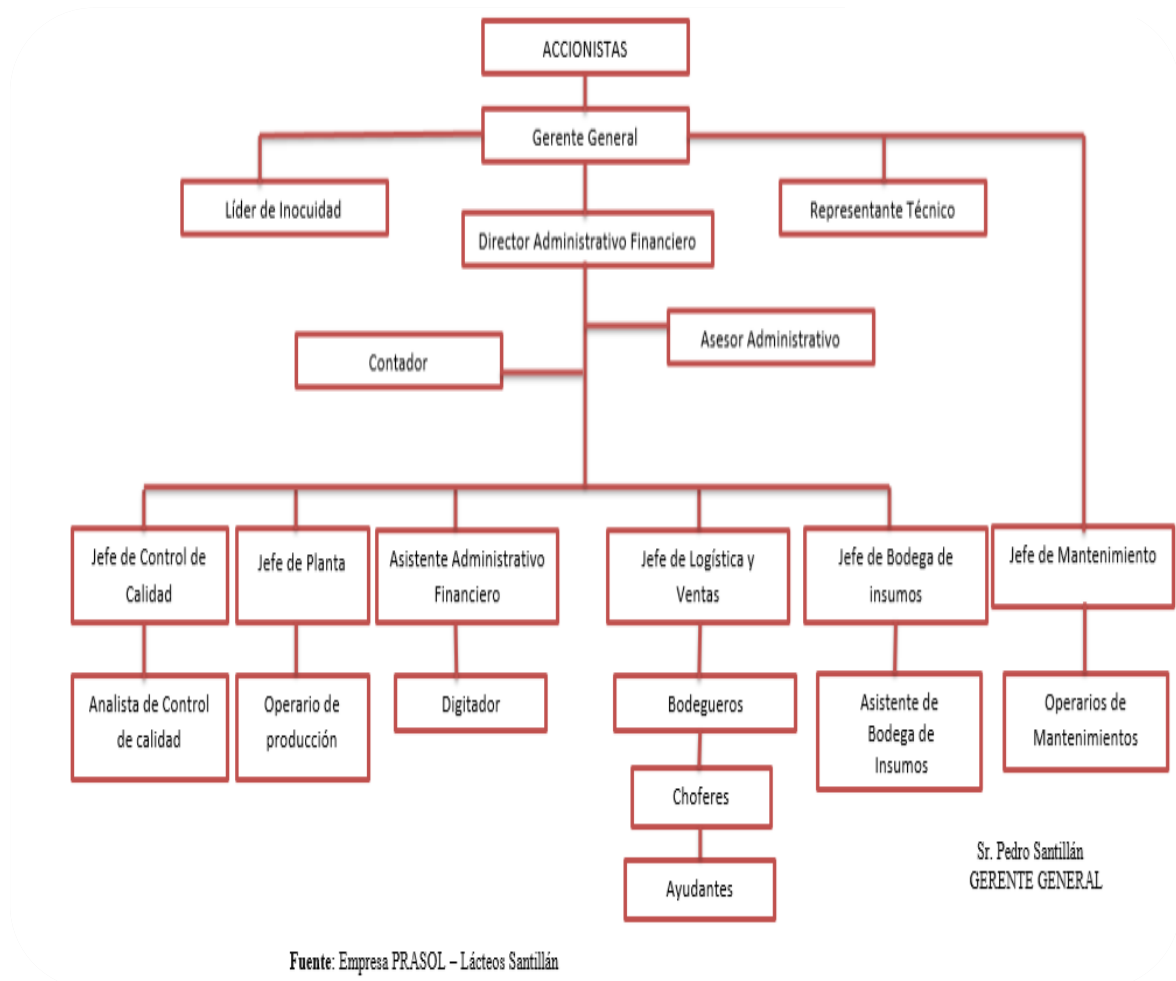 ACCIONISTAS
Gerente General
Líder de Inocuidad
Representante Técnico
Director Administrativo Financiero
Asesor Administrativo
Contador
Jefe de Control de
Calidad
Jefe de Planta
Asistente Administrativo
Financiero
Jefe de Logística y
Ventas
Jefe de Bodega de
insumos
Jefe de Mantenimiento
Analista de Control
de calidad
Operario de
producción
Digitador
Bodegueros
Asistente de
Bodega de
Insumos
Operarios de
Mantenimientos
Choferes
Ayudantes
Sr. Pedro Santillán
GERENTE GENERAL
Fuente: Empresa PRASOL – Lácteos Santillán